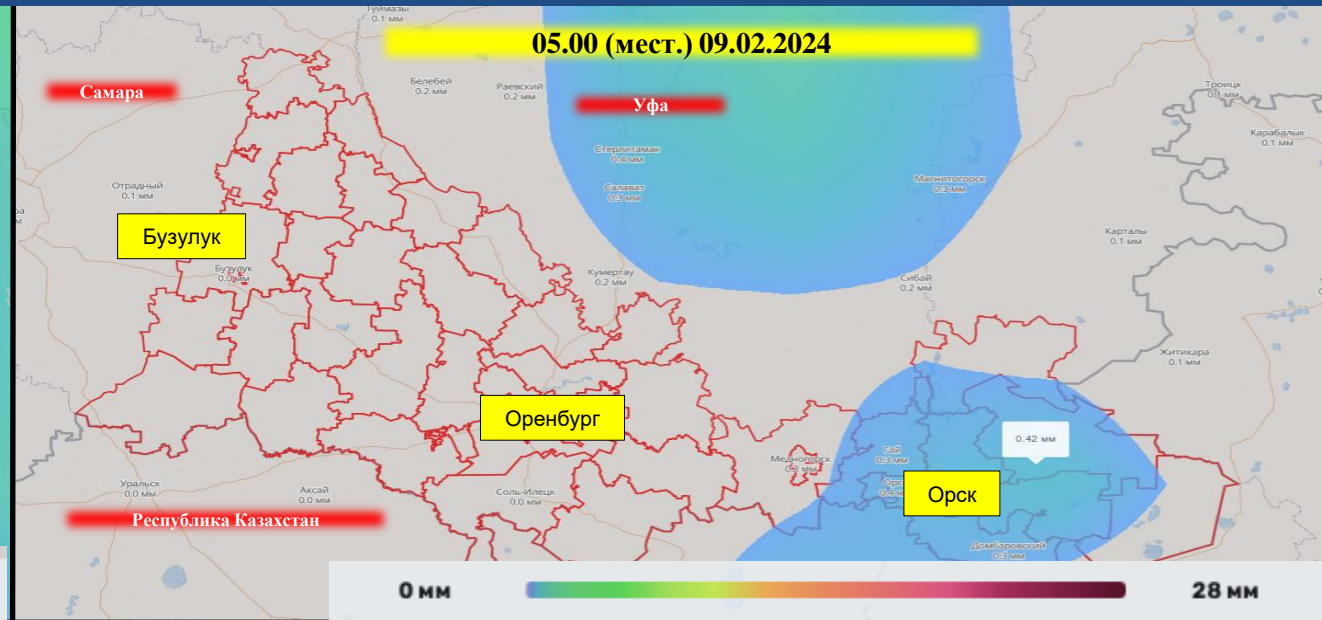 Туймазы
0.1 мм
05.00 (мест.) 09.02.2024
Самара
Белебей
0.2 мм
Раевский
0.2 мм
Уфа
Троицк
0.1 мм
Карабалык
0.1 мм
Стерлитамак
0.4 мм
Отрадный
0.1 мм
Салават
0.3 мм
Магнитогорск
0.3 мм
Бузулук
Карталы
0.1 мм
Бузулук
0.0 мм
Кумертау
0.2 мм
Сибай
0.2 мм
Житикара
0.1 мм
Оренбург
0.42 мм
Медногорск
Гай
0.3 мм
Уральск
0.0 мм
Аксай
0.0 мм
Соль-Илецк
0.0 мм
Орск
Республика Казахстан
Домбаровский
0.3 мм
0 мм
28 мм